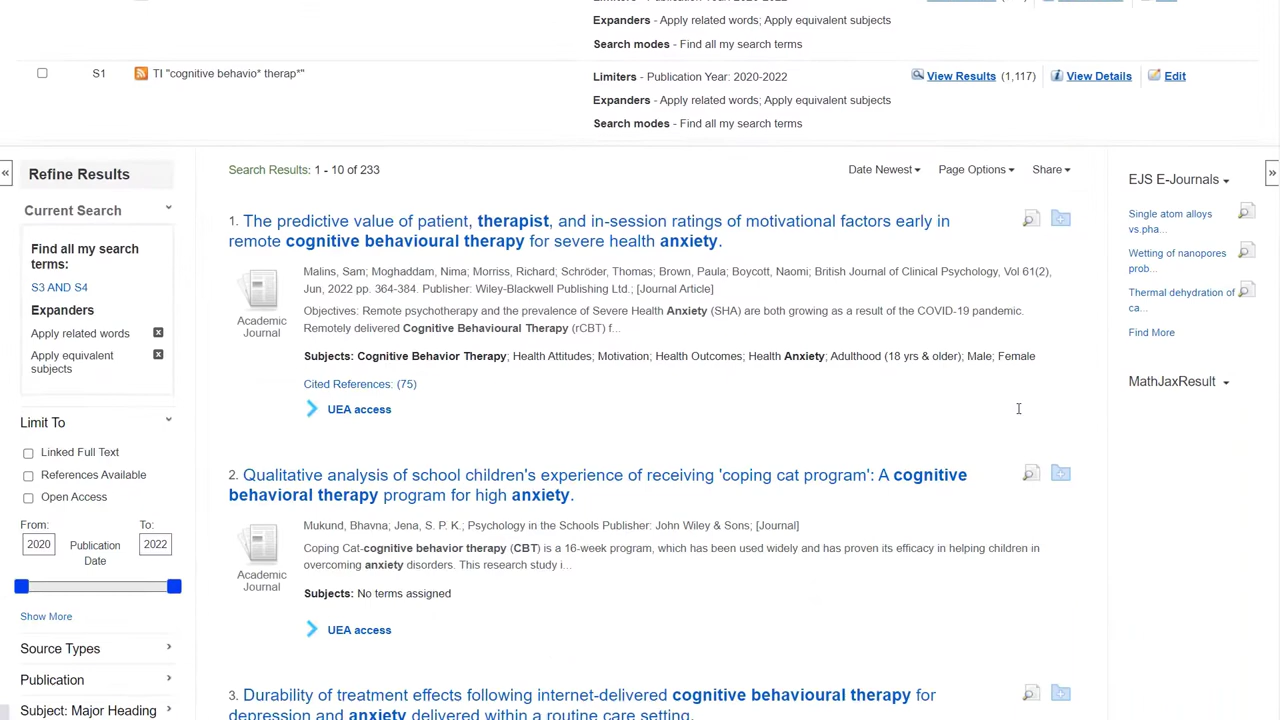 Expanders - Apply related words; Apply equivalent subjects
Search modes - Find all my search terms
S1 TI "cognitive behavio* therap*" Limiters - Publication Year: 2020-2022 View Results (1,117) View Details Edit
Expanders - Apply related words; Apply equivalent subjects
Search modes - Find all my search terms
« Refine Results
Current Search
Find all my search
terms:
S3 AND S4
Expanders
Apply related words
Apply equivalent
subjects
Limit To
Linked Full Text
References Available
Open Access
From: To:
2020 Publication 2022
Date
Show More
Source Types
Publication
Subject: Major Heading
Search Results: 1 - 10 of 233 Date Newest Page Options Share
1. The predictive value of patient, therapist, and in-session ratings of motivational factors early in
remote cognitive behavioural therapy for severe health anxiety.
Academic
Journal
Malins, Sam; Moghaddam, Nima; Morriss, Richard; Schröder, Thomas; Brown, Paula; Boycott, Naomi; British Journal of Clinical Psychology, Vol 61(2),
Jun, 2022 pp. 364-384. Publisher: Wiley-Blackwell Publishing Ltd.; [Journal Article]
Objectives: Remote psychotherapy and the prevalence of Severe Health Anxiety (SHA) are both growing as a result of the COVID-19 pandemic.
Remotely delivered Cognitive Behavioural Therapy (rCBT) f...
Subjects: Cognitive Behavior Therapy; Health Attitudes; Motivation; Health Outcomes; Health Anxiety; Adulthood (18 yrs & older); Male; Female
Cited References: (75)
UEA access
2. Qualitative analysis of school children's experience of receiving 'coping cat program': A cognitive
behavioral therapy program for high anxiety.
Academic
Journal
Mukund, Bhavna; Jena, S. P. K.; Psychology in the Schools Publisher: John Wiley & Sons; [Journal]
Coping Cat-cognitive behavior therapy (CBT) is a 16-week program, which has been used widely and has proven its efficacy in helping children in
overcoming anxiety disorders. This research study i...
Subjects: No terms assigned
UEA access
3. Durability of treatment effects following internet-delivered cognitive behavioural therapy for
depression and anxiety delivered within a routine care setting.
»
EJS E-Journals
Single atom alloys
vs.pha...
Wetting of nanopores
prob...
Thermal dehydration of
ca...
Find More
MathJaxResult